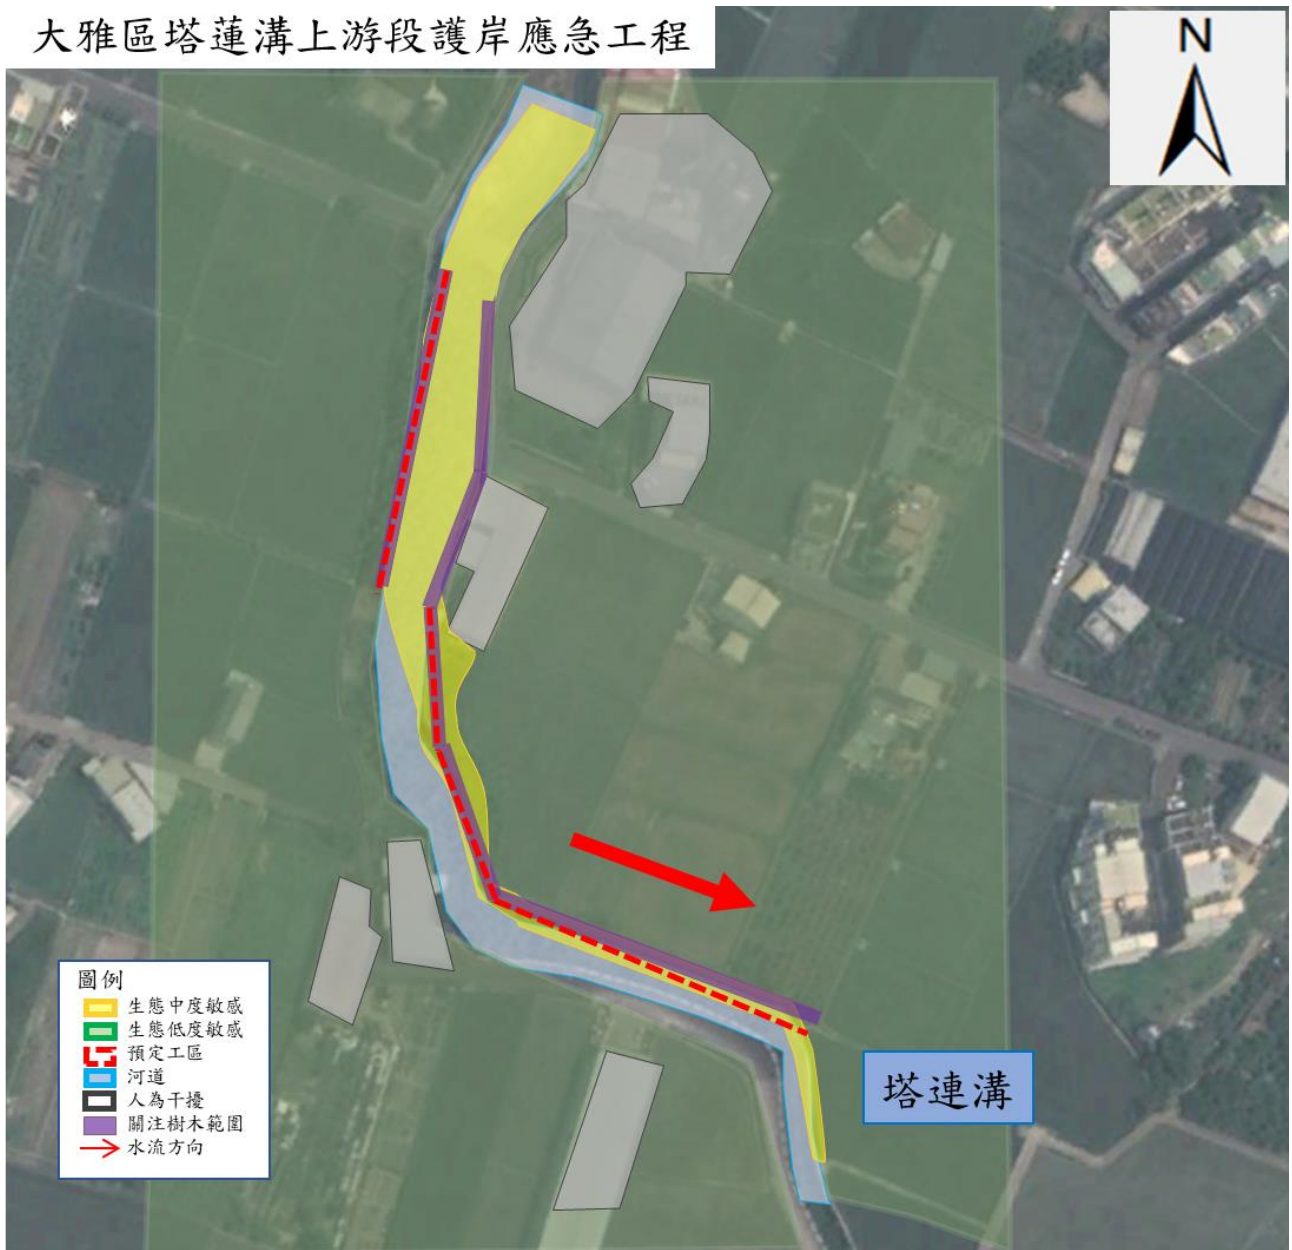 大雅區塔蓮溝上游段護岸應急工程
N
圖例
生態中度敏感
生態低度敏感
預定工區
河道
人為干擾
關注樹木範圍
水流方向
塔連溝